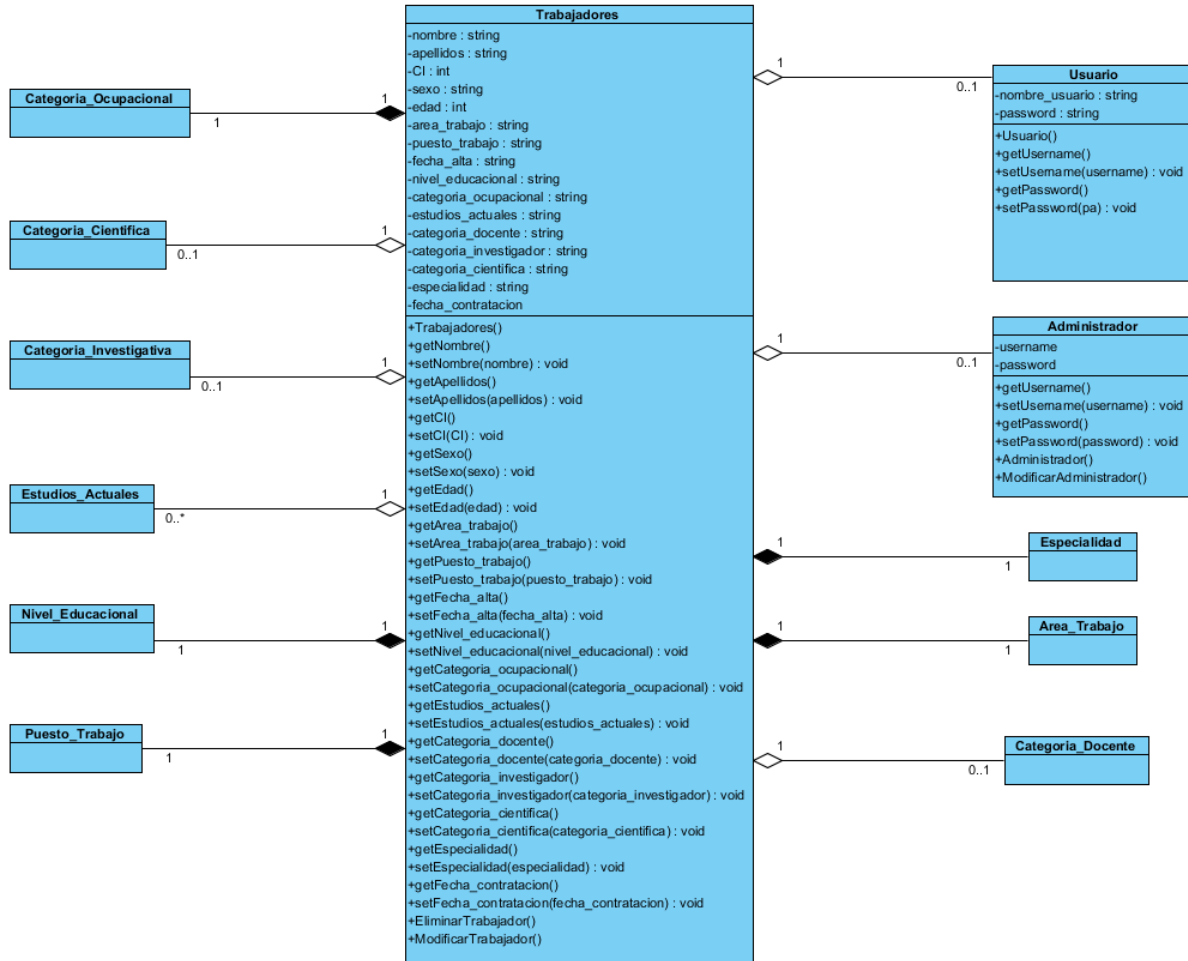 Trabajadores
-nombre : string
-apellidos : string
-CI : int
-sexo : string
-edad : int
-area_trabajo : string
-puesto_trabajo : string
-fecha_alta : string
-nivel_educacional : string
-categoria_ocupacional : string
-estudios_actuales : string
-categoria_docente : string
-categoria_investigador : string
-categoria_cientifica : string
-especialidad : string
-fecha_contratacion
+Trabajadores()
+getNombre()
+setNombre(nombre) : void
+getApellidos()
+setApellidos(apellidos) : void
+getCI()
+setCI(CI) : void
+getSexo()
+setSexo(sexo) : void
+getEdad()
+setEdad(edad) : void
+getArea_trabajo()
+setArea_trabajo(area_trabajo) : void
+getPuesto_trabajo()
+setPuesto_trabajo(puesto_trabajo) : void
+getFecha_alta()
+setFecha_alta(fecha_alta) : void
+getNivel_educacional()
+setNivel_educacional(nivel_educacional) : void
+getCategoria_ocupacional()
+setCategoria_ocupacional(categoria_ocupacional) : void
+getEstudios_actuales()
+setEstudios_actuales(estudios_actuales) : void
+getCategoria_docente()
+setCategoria_docente(categoria_docente) : void
+getCategoria_investigador()
+setCategoria_investigador(categoria_investigador) : void
+getCategoria_cientifica()
+setCategoria_cientifica(categoria_cientifica) : void
+getEspecialidad()
+setEspecialidad(especialidad) : void
+getFecha_contratacion()
+setFecha_contratacion(fecha_contratacion) : void
+EliminarTrabajador()
+ModificarTrabajador()
Categoria_Ocupacional
1
1
Categoria_Cientifica
0..1
1
Categoria_Investigativa
0..1
1
Estudios_Actuales
0..*
1
Nivel_Educacional
1
1
Puesto_Trabajo
1
1
1
0..1
Usuario
-nombre_usuario : string
-password : string
+Usuario()
+getUsername()
+setUsername(username) : void
+getPassword()
+setPassword(pa) : void
1
0..1
Administrador
-username
-password
+getUsername()
+setUsername(username) : void
+getPassword()
+setPassword(password) : void
+Administrador()
+ModificarAdministrador()
1
1
Especialidad
1
1
Area_Trabajo
1
0..1
Categoria_Docente